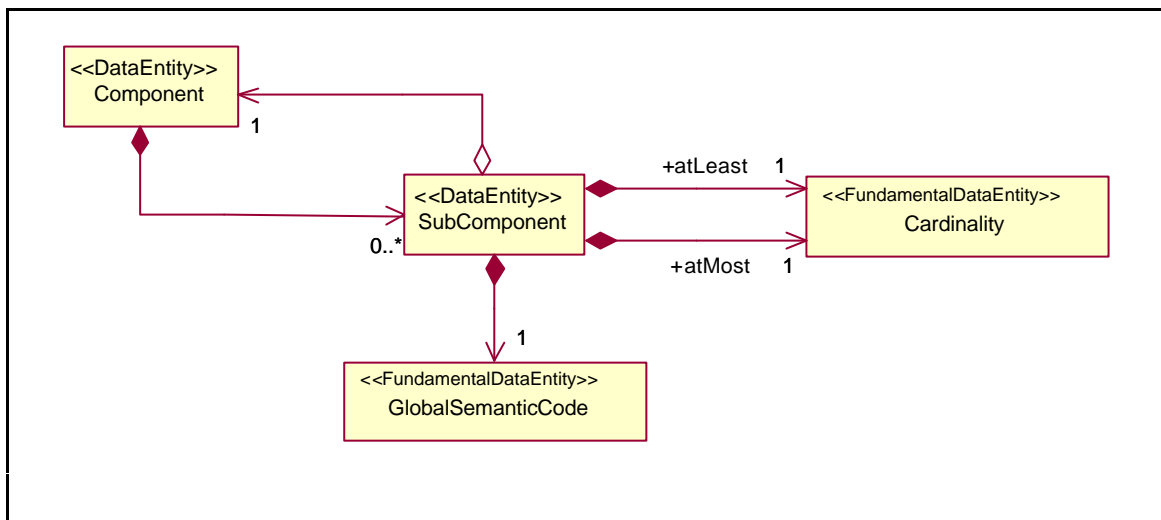 <<DataEntity>>
Component
1
+atLeast 1
<<DataEntity>>
SubComponent
0..*
<<FundamentalDataEntity>>
Cardinality
+atMost 1
1
<<FundamentalDataEntity>>
GlobalSemanticCode